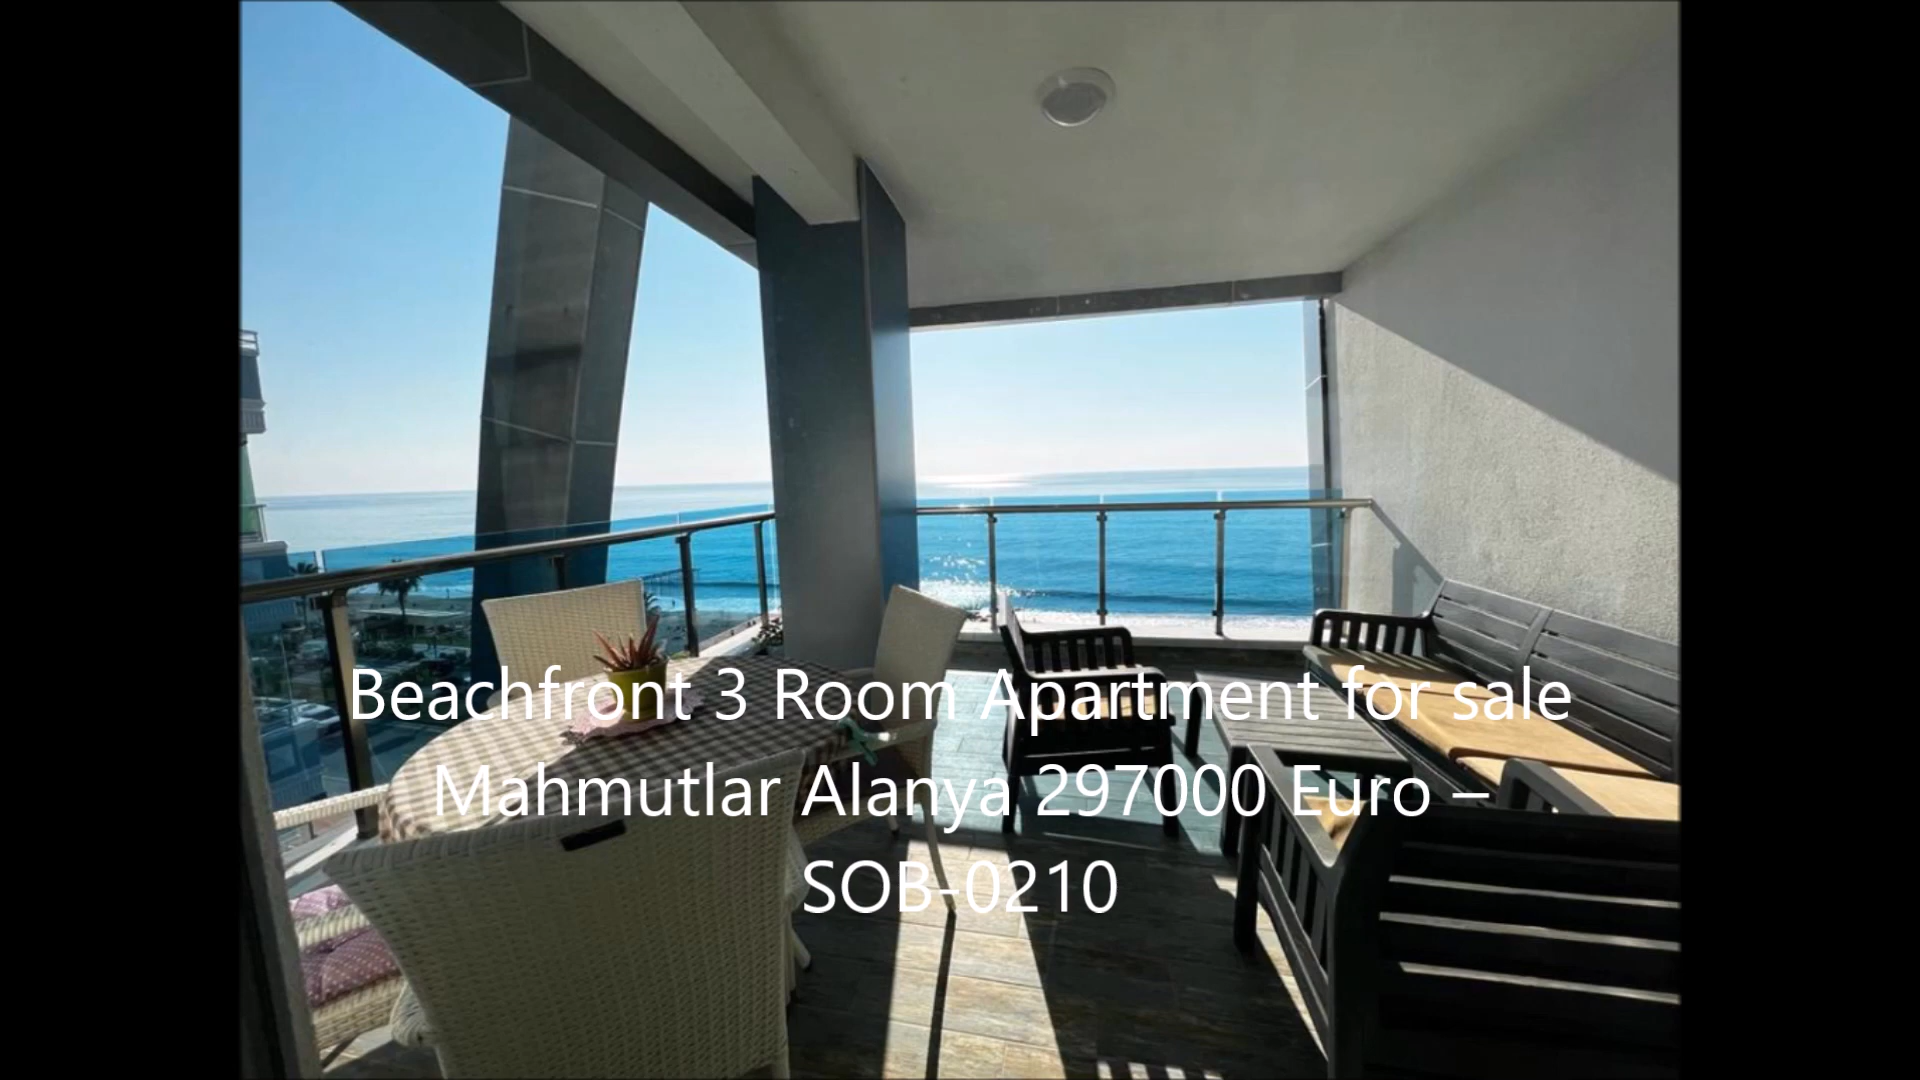 Beachfront 3 Room Apartment for sale
Mahmutlar Alanya 297000 Euro –
SOB-0210